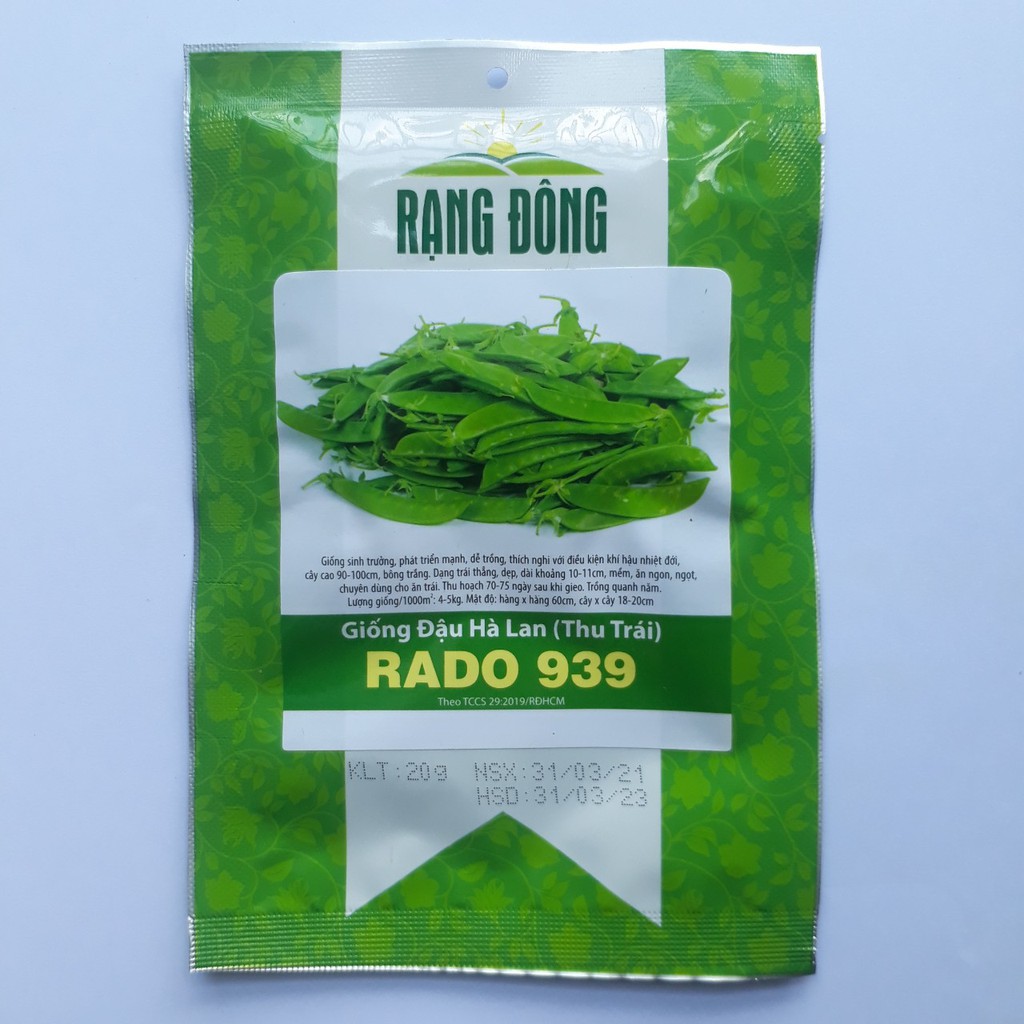 RẠNG ĐÔNG
Giống sinh trưởng, phát triển mạnh, dễ trồng, thích nghi với điều kiện khí hậu nhiệt đới,
cây cao 90-100cm, bông trắng. Dạng trái thẳng, dẹp, dài khoảng 10-11cm, mềm, ăn ngon, ngọt,
chuyên dùng cho ăn trái. Thu hoạch 70-75 ngày sau khi gieo. Trồng quanh năm.
Lượng giống/1000m²: 4-5kg. Mật độ: hàng x hàng 60cm, cây x cây 18-20cm
Giống Đậu Hà Lan (Thu Trái)
RADO 939
Theo TCCS 29:2019/RĐHCM
KLT:20g NSX:31/03/21
HSD:31/03/23